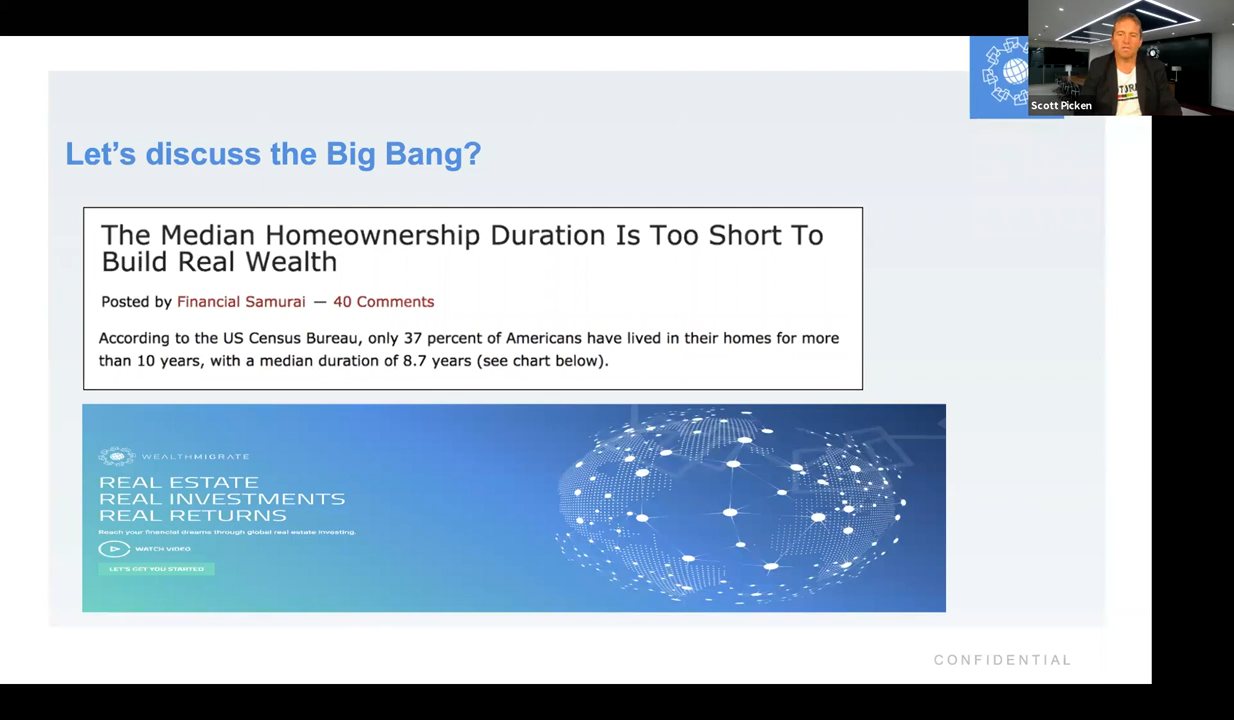 Scott Picken
Let's discuss the Big Bang?
The Median Homeownership Duration Is Too Short To
Build Real Wealth
Posted by Financial Samurai — 40 Comments
According to the US Census Bureau, only 37 percent of Americans have lived in their homes for more
than 10 years, with a median duration of 8.7 years (see chart below).
WEALTHMIGRATE
REAL ESTATE
REAL INVESTMENTS
REAL RETURNS
Reach your financial dreams through global real estate investing.
WATCH VIDEO
LET'S GET YOU STARTED
CONFIDENTIAL